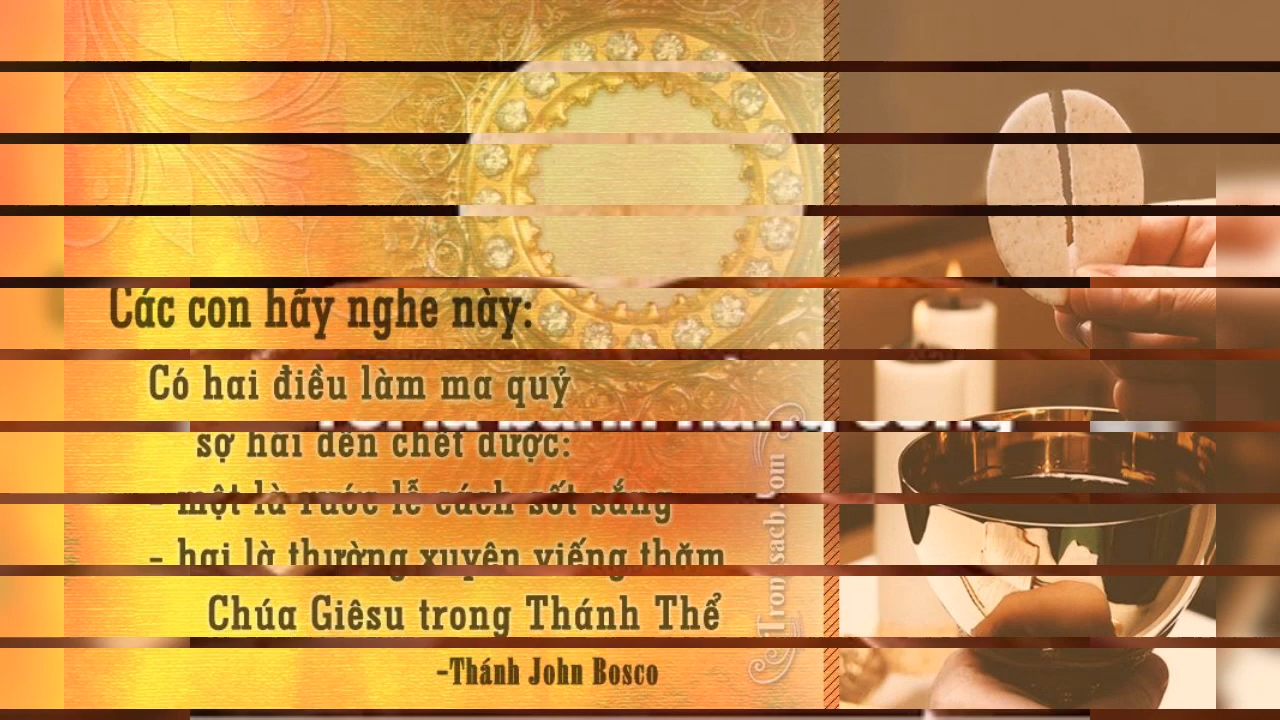 Các con hãy nghe này:
Có hai điều làm ma quỷ
sợ hãi đến chết được:
- một là rước lễ cách sốt sắng
- hai là thường xuyên viếng thăm
Chúa Giêsu trong Thánh Thể
-Thánh John Bosco